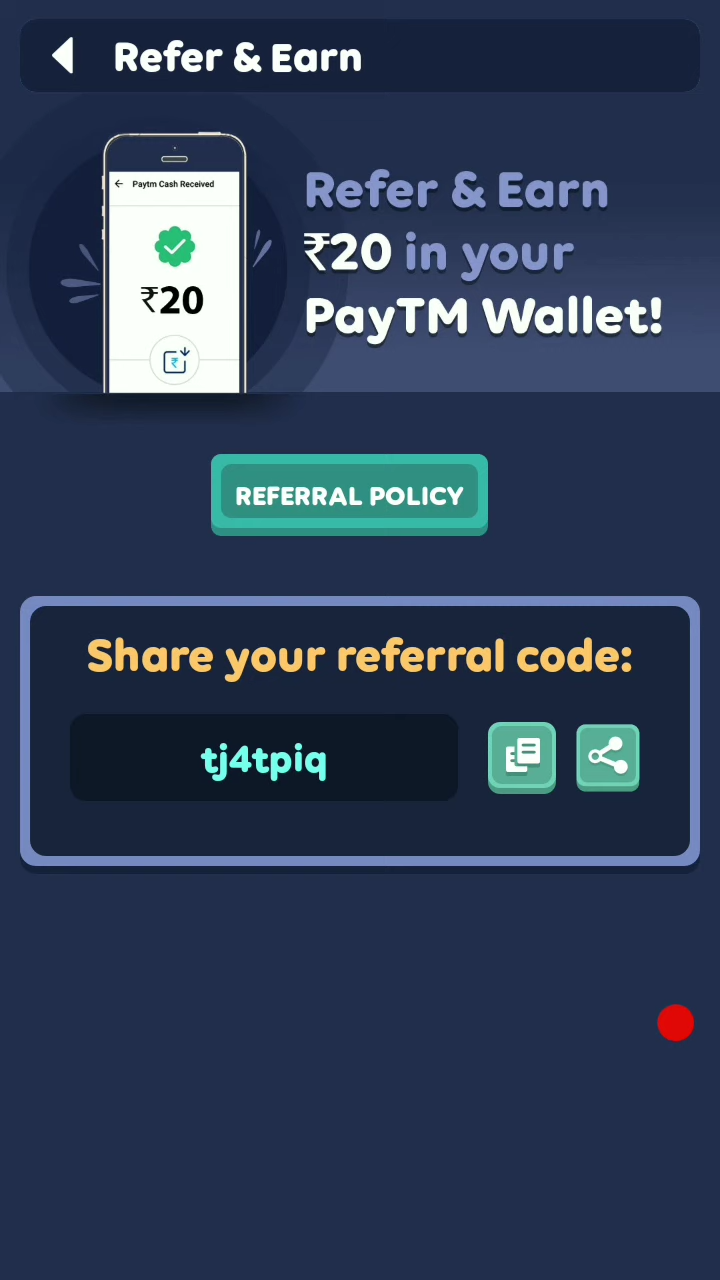 Refer & Earn
Paytm Cash Received
₹20
Refer & Earn
₹20 in your
PayTM Wallet!
REFERRAL POLICY
Share your referral code:
tj4tpiq